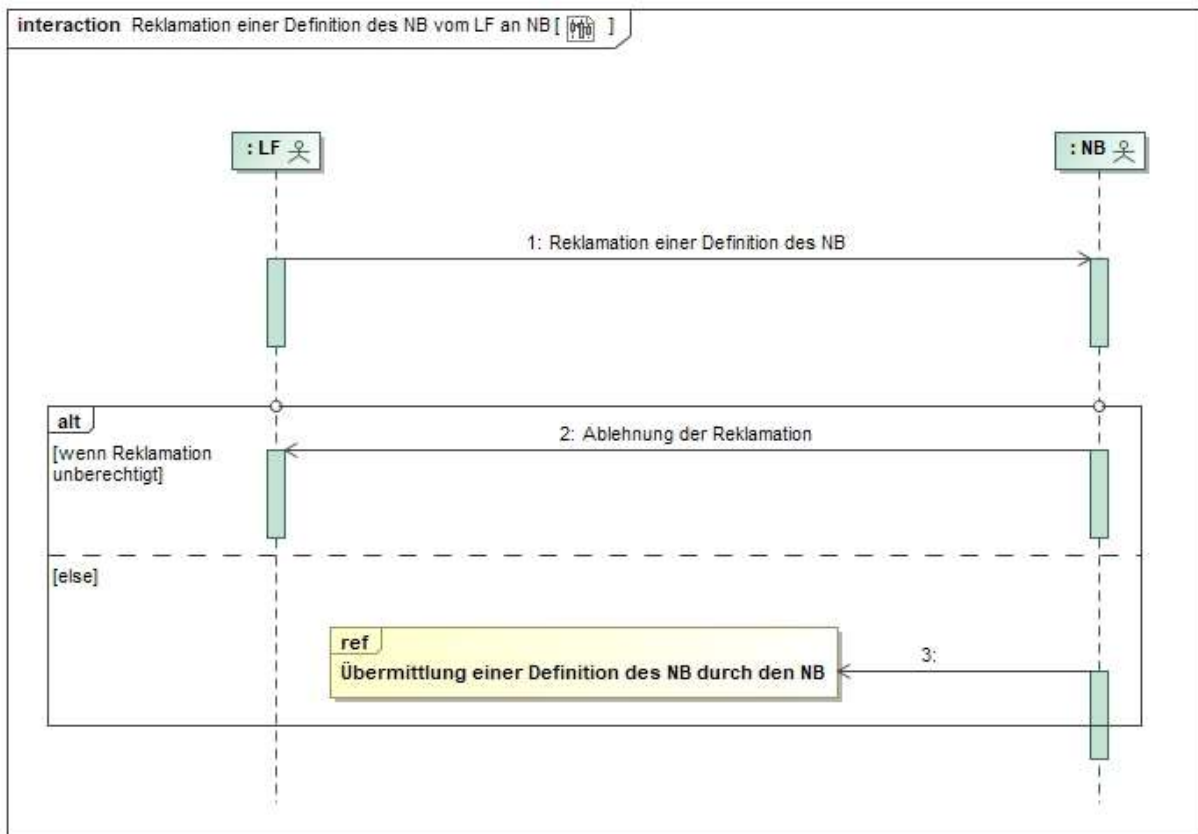 interaction Reklamation einer Definition des NB vom LF an NB [ ]
: LF
: NB
1: Reklamation einer Definition des NB
alt
2: Ablehnung der Reklamation
[wenn Reklamation
unberechtigt]
[else]
ref
3:
Übermittlung einer Definition des NB durch den NB